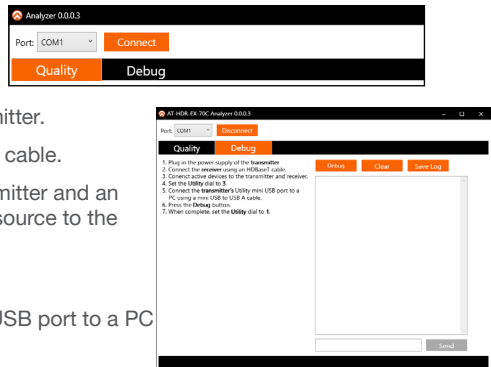 Analyzer 0.0.0.3
Port: COM1 Connect
Quality Debug
mitter.
cable.
mitter and an
source to the
USB port to a PC
AT-HDR-EX-70C Analyzer 0.0.0.3
Port: COM1 Disconnect
Quality Debug
1. Plug in the power supply of the transmitter
2. Connect the receiver using an HDBaseT cable.
3. Conenct active devices to the transmitter and receiver.
4. Set the Utility dial to 3.
5. Connect the transmitter's Utility mini USB port to a
PC using a mini USB to USB A cable.
6. Press the Debug button.
7. When complete, set the Utility dial to 1.
Debug Clear Save Log
Send